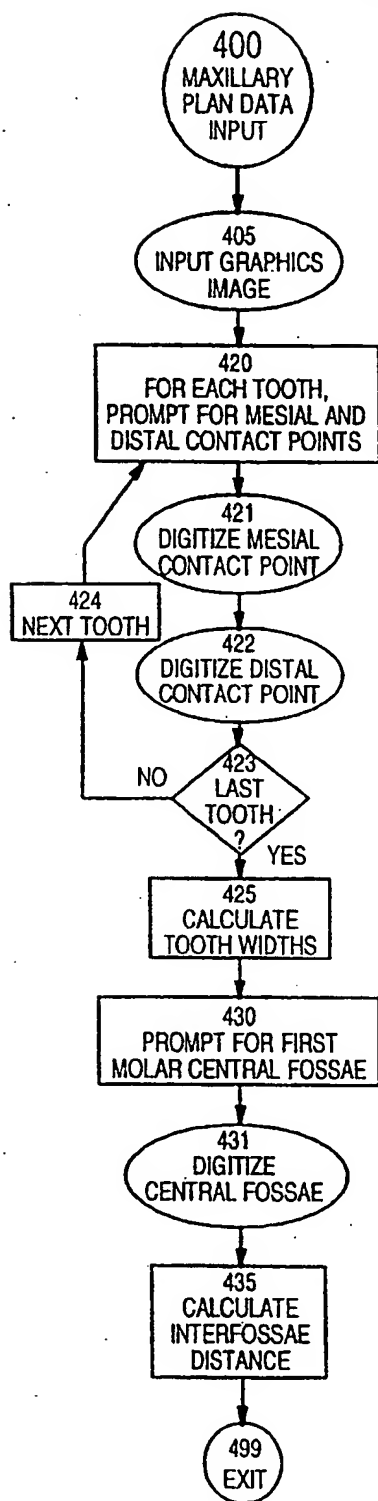 400
MAXILLARY
PLAN DATA
INPUT
405
INPUT GRAPHICS
IMAGE
420
FOR EACH TOOTH,
PROMPT FOR MESIAL AND
DISTAL CONTACT POINTS
421
DIGITIZE MESIAL
CONTACT POINT
424
NEXT TOOTH
422
DIGITIZE DISTAL
CONTACT POINT
423
LAST
TOOTH
?
NO
YES
425
CALCULATE
TOOTH WIDTHS
430
PROMPT FOR FIRST
MOLAR CENTRAL FOSSAE
431
DIGITIZE
CENTRAL FOSSAE
435
CALCULATE
INTERFOSSAE
DISTANCE
499
EXIT